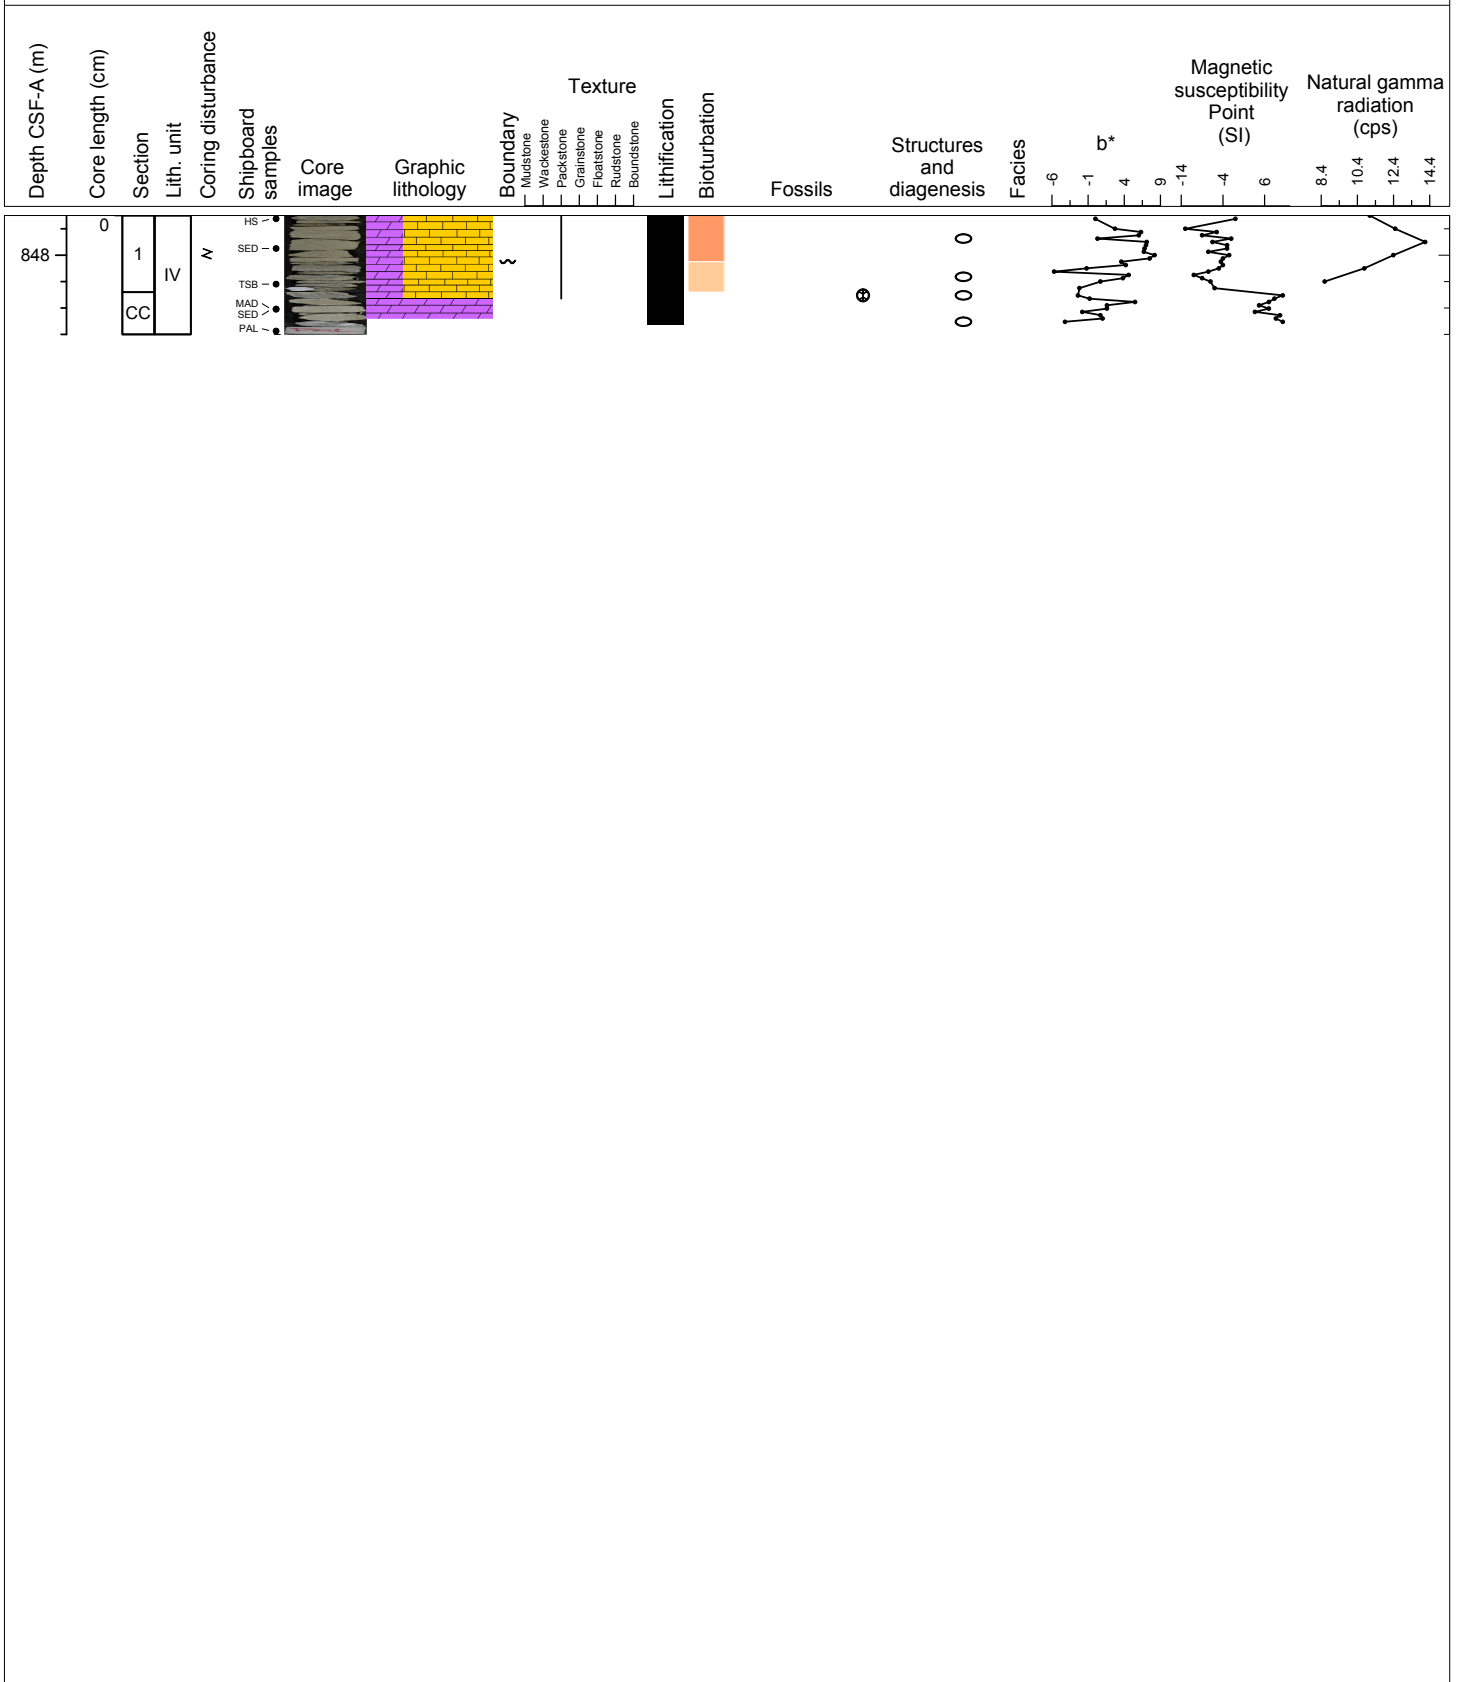 Depth CSF-A (m)
Core length (cm)
Section
Lith. unit
Coring disturbance
Shipboard
samples
Core
image
Graphic
lithology
Boundary
Texture
Mudstone
Wackestone
Packstone
Grainstone
Floatstone
Rudstone
Boundstone
Lithification
Bioturbation
Fossils
Structures
and
diagenesis
Facies
b*
-6
-1
4
9
Magnetic
susceptibility
Point
(SI)
-14
-4
6
Natural gamma
radiation
(cps)
8.4
10.4
12.4
14.4
848
0
1
CC
IV
HS
SED
TSB
MAD
SED
PAL